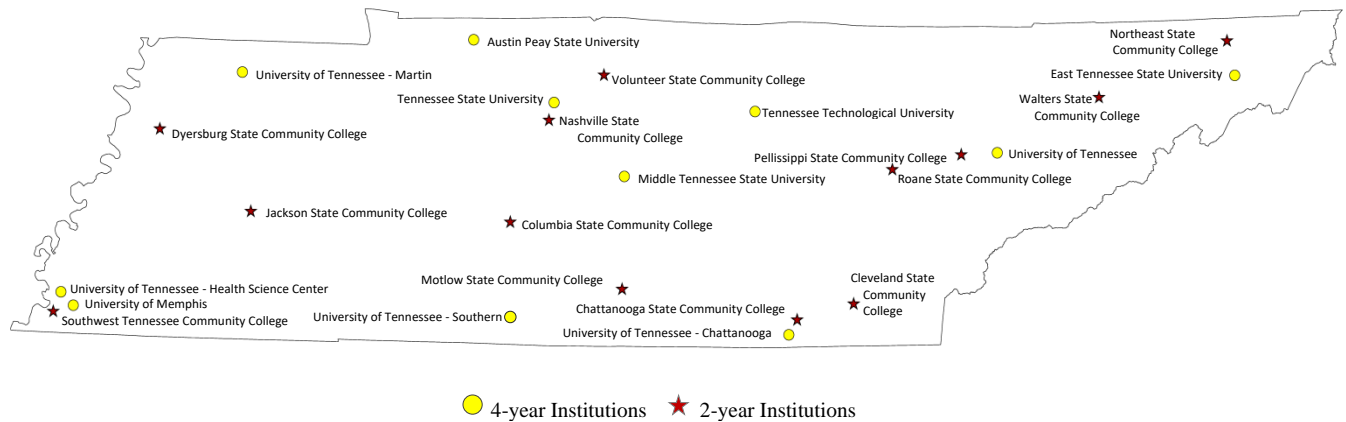 Northeast State
Community College
Austin Peay State University
University of Tennessee - Martin
Volunteer State Community College
East Tennessee State University
Tennessee State University
Walters State
Community College
Tennessee Technological University
Nashville State
Community College
Dyersburg State Community College
Pellissippi State Community College
University of Tennessee
Middle Tennessee State University
Roane State Community College
Jackson State Community College
Columbia State Community College
Motlow State Community College
Cleveland State
Community
College
University of Tennessee - Health Science Center
University of Memphis
Southwest Tennessee Community College
Chattanooga State Community College
University of Tennessee - Southern
University of Tennessee - Chattanooga
4-year Institutions 2-year Institutions